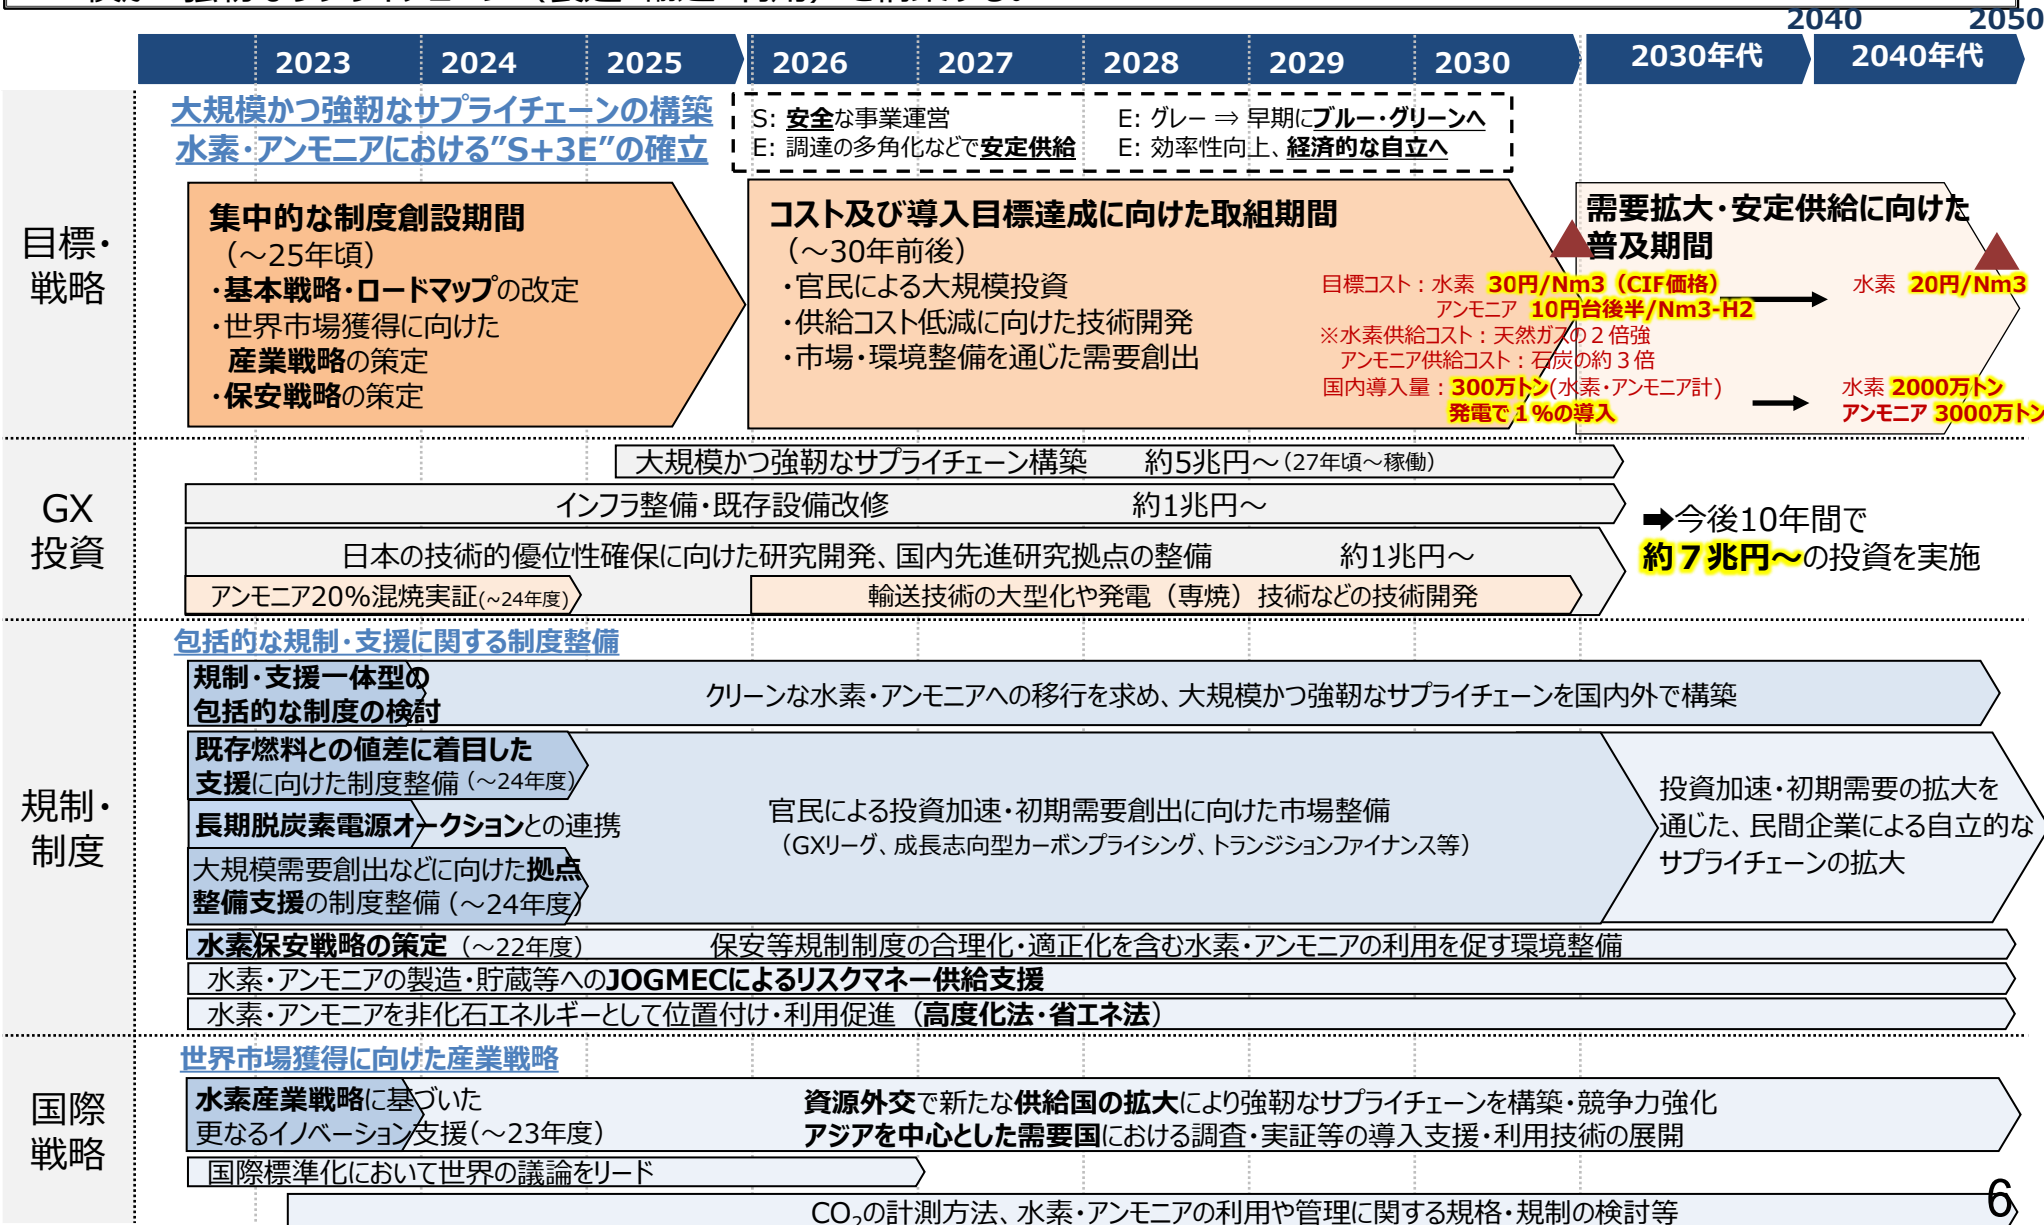 2040 2050
2023 2024 2025 2026 2027 2028 2029 2030 2030年代 2040年代
目標・
戦略
大規模かつ強靭なサプライチェーンの構築
水素・アンモニアにおける”S+3E”の確立
S: 安全な事業運営
E: 調達の多角化などで安定供給
E: グレー ⇒ 早期にブルー・グリーンへ
E: 効率性向上、経済的な自立へ
集中的な制度創設期間
（～25年頃）
・基本戦略・ロードマップの改定
・世界市場獲得に向けた
産業戦略の策定
・保安戦略の策定
コスト及び導入目標達成に向けた取組期間
（～30年前後）
・官民による大規模投資
・供給コスト低減に向けた技術開発
・市場・環境整備を通じた需要創出
需要拡大・安定供給に向けた
普及期間
目標コスト：水素 30円/Nm3（CIF価格）
アンモニア 10円台後半/Nm3-H2
※水素供給コスト：天然ガスの２倍強
アンモニア供給コスト：石炭の約３倍
国内導入量：300万トン(水素・アンモニア計)
発電で１％の導入
水素 20円/Nm3
水素 2000万トン
アンモニア 3000万トン
GX
投資
大規模かつ強靭なサプライチェーン構築 約5兆円～（27年頃～稼働）
インフラ整備・既存設備改修 約1兆円～
日本の技術的優位性確保に向けた研究開発、国内先進研究拠点の整備 約1兆円～
アンモニア20%混焼実証(~24年度)
輸送技術の大型化や発電（専焼）技術などの技術開発
➡今後10年間で
約７兆円～の投資を実施
規制・
制度
包括的な規制・支援に関する制度整備
規制・支援一体型の
包括的な制度の検討
クリーンな水素・アンモニアへの移行を求め、大規模かつ強靭なサプライチェーンを国内外で構築
既存燃料との値差に着目した
支援に向けた制度整備（～24年度）
長期脱炭素電源オークションとの連携
大規模需要創出などに向けた拠点
整備支援の制度整備（～24年度）
官民による投資加速・初期需要創出に向けた市場整備
（GXリーグ、成長志向型カーボンプライシング、トランジションファイナンス等）
投資加速・初期需要の拡大を
通じた、民間企業による自立的な
サプライチェーンの拡大
水素保安戦略の策定（～22年度） 保安等規制制度の合理化・適正化を含む水素・アンモニアの利用を促す環境整備
水素・アンモニアの製造・貯蔵等へのJOGMECによるリスクマネー供給支援
水素・アンモニアを非化石エネルギーとして位置付け・利用促進（高度化法・省エネ法）
国際
戦略
世界市場獲得に向けた産業戦略
水素産業戦略に基づいた
更なるイノベーション支援（～23年度）
資源外交で新たな供給国の拡大により強靭なサプライチェーンを構築・競争力強化
アジアを中心とした需要国における調査・実証等の導入支援・利用技術の展開
国際標準化において世界の議論をリード
CO₂の計測方法、水素・アンモニアの利用や管理に関する規格・規制の検討等
6